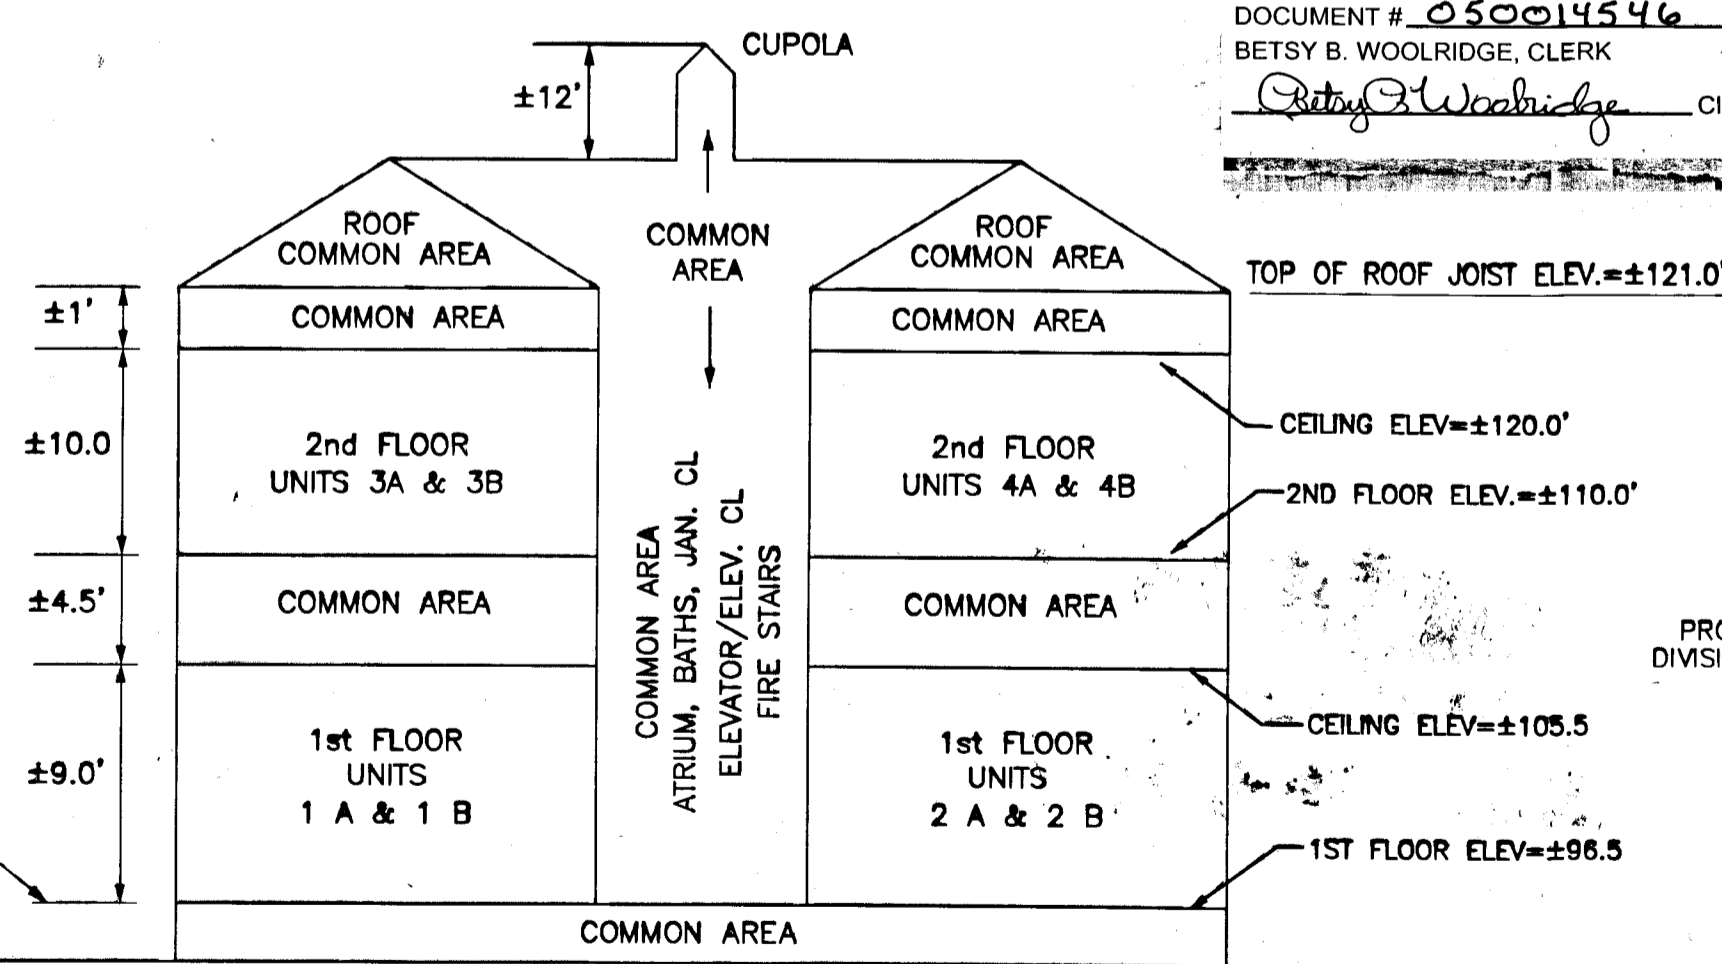 DOCUMENT # 050014546
BETSY B. WOOLRIDGE, CLERK
Betsy B Woolridge Cl
CUPOLA
±12'
ROOF
COMMON AREA
COMMON
AREA
ROOF
COMMON AREA
TOP OF ROOF JOIST ELEV.=±121.0'
±1'
COMMON AREA
COMMON AREA
CEILING ELEV=±120.0'
±10.0
2nd FLOOR
UNITS 3A & 3B
2nd FLOOR
UNITS 4A & 4B
2ND FLOOR ELEV.=±110.0'
±4.5'
COMMON AREA
COMMON AREA
COMMON AREA
ATRIUM, BATHS, JAN. CL
ELEVATOR/ELEV. CL
FIRE STAIRS
PRO
DIVISI
CEILING ELEV=±105.5
±9.0'
1st FLOOR
UNITS
1 A & 1 B
1st FLOOR
UNITS
2 A & 2 B
1ST FLOOR ELEV=±96.5
COMMON AREA